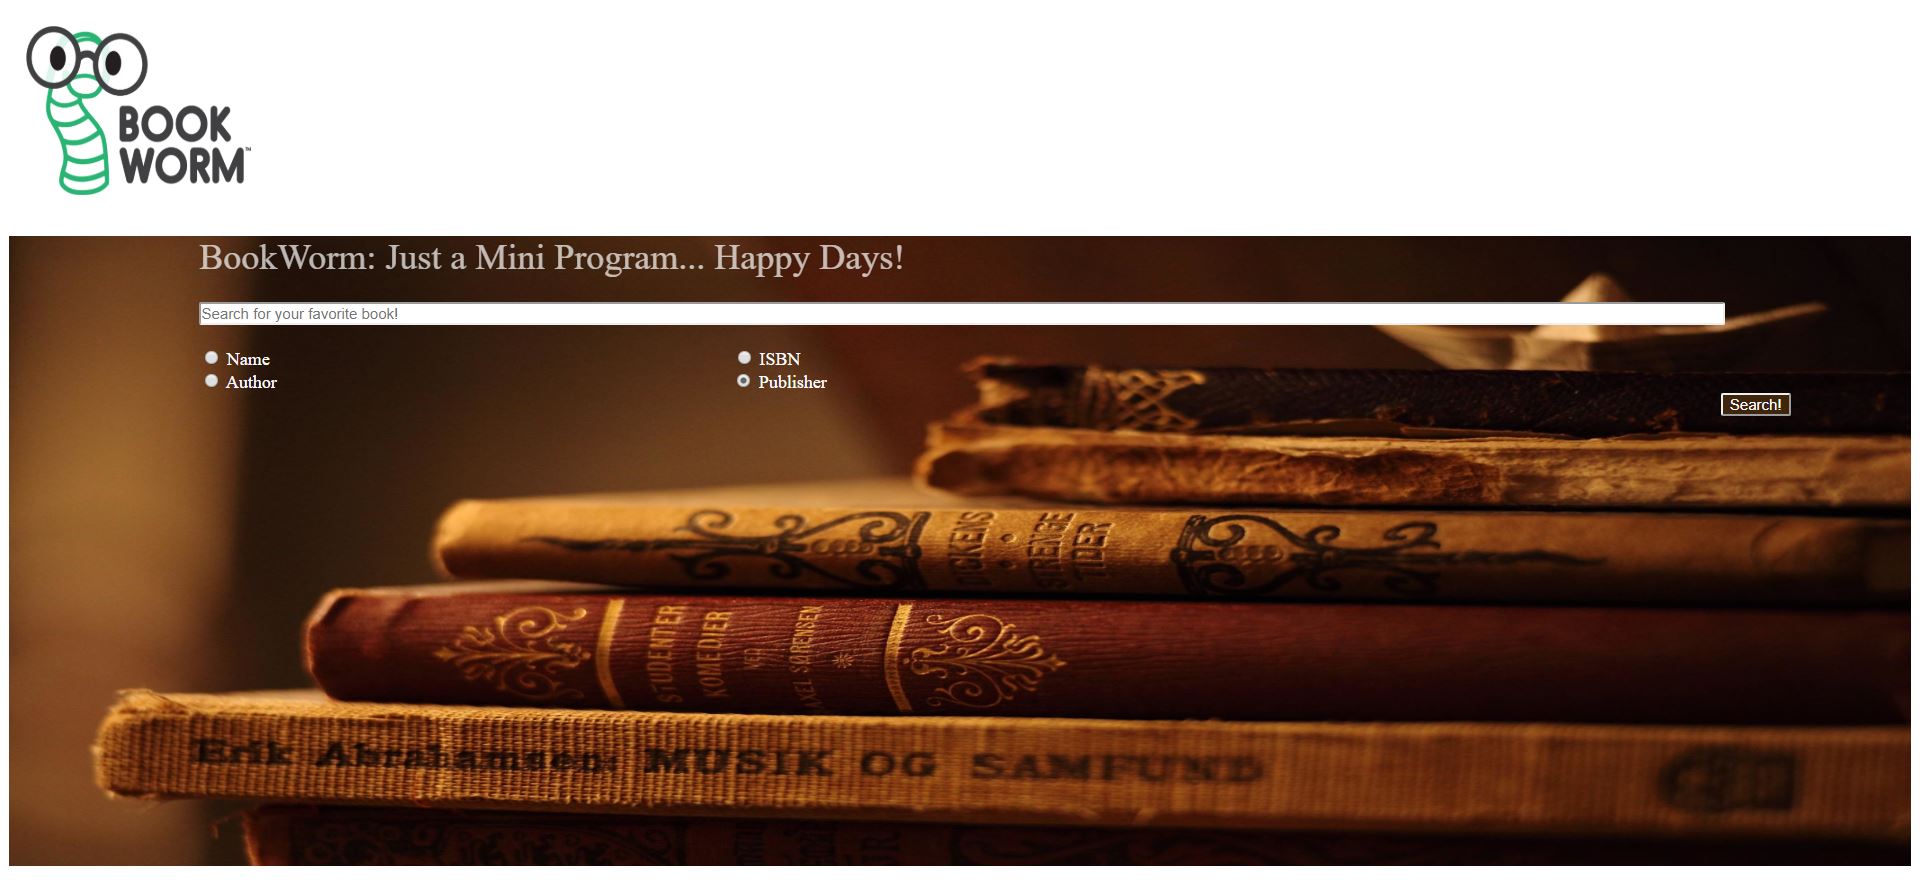 BOOK
WORM™
BookWorm: Just a Mini Program... Happy Days!
Search for your favorite book!
Name
ISBN
Author
Publisher
Search!
DICKENS
STRENGE
TIDER
STUDENTER
KOMEDIER
VED
AXEL SØRENSEN
Erik Abrahamsen: MUSIK OG SAMFUND